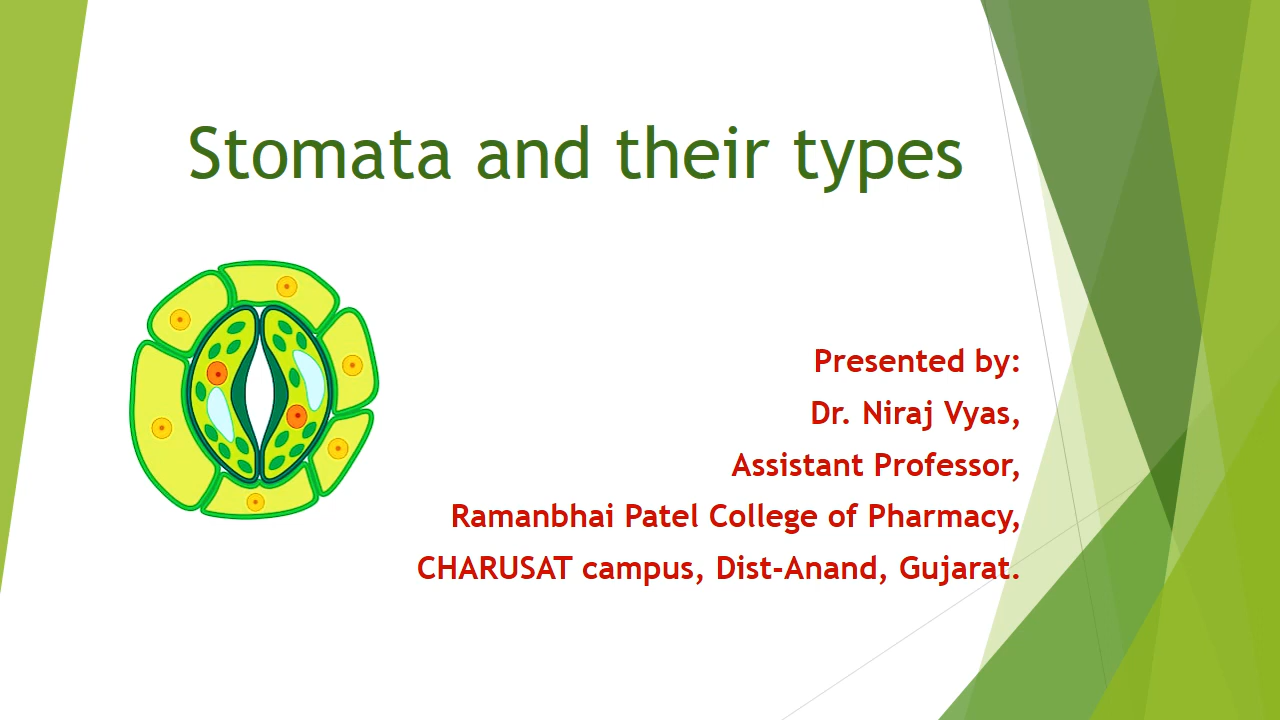 Stomata and their types
Presented by:
Dr. Niraj Vyas,
Assistant Professor,
Ramanbhai Patel College of Pharmacy,
CHARUSAT campus, Dist-Anand, Gujarat.